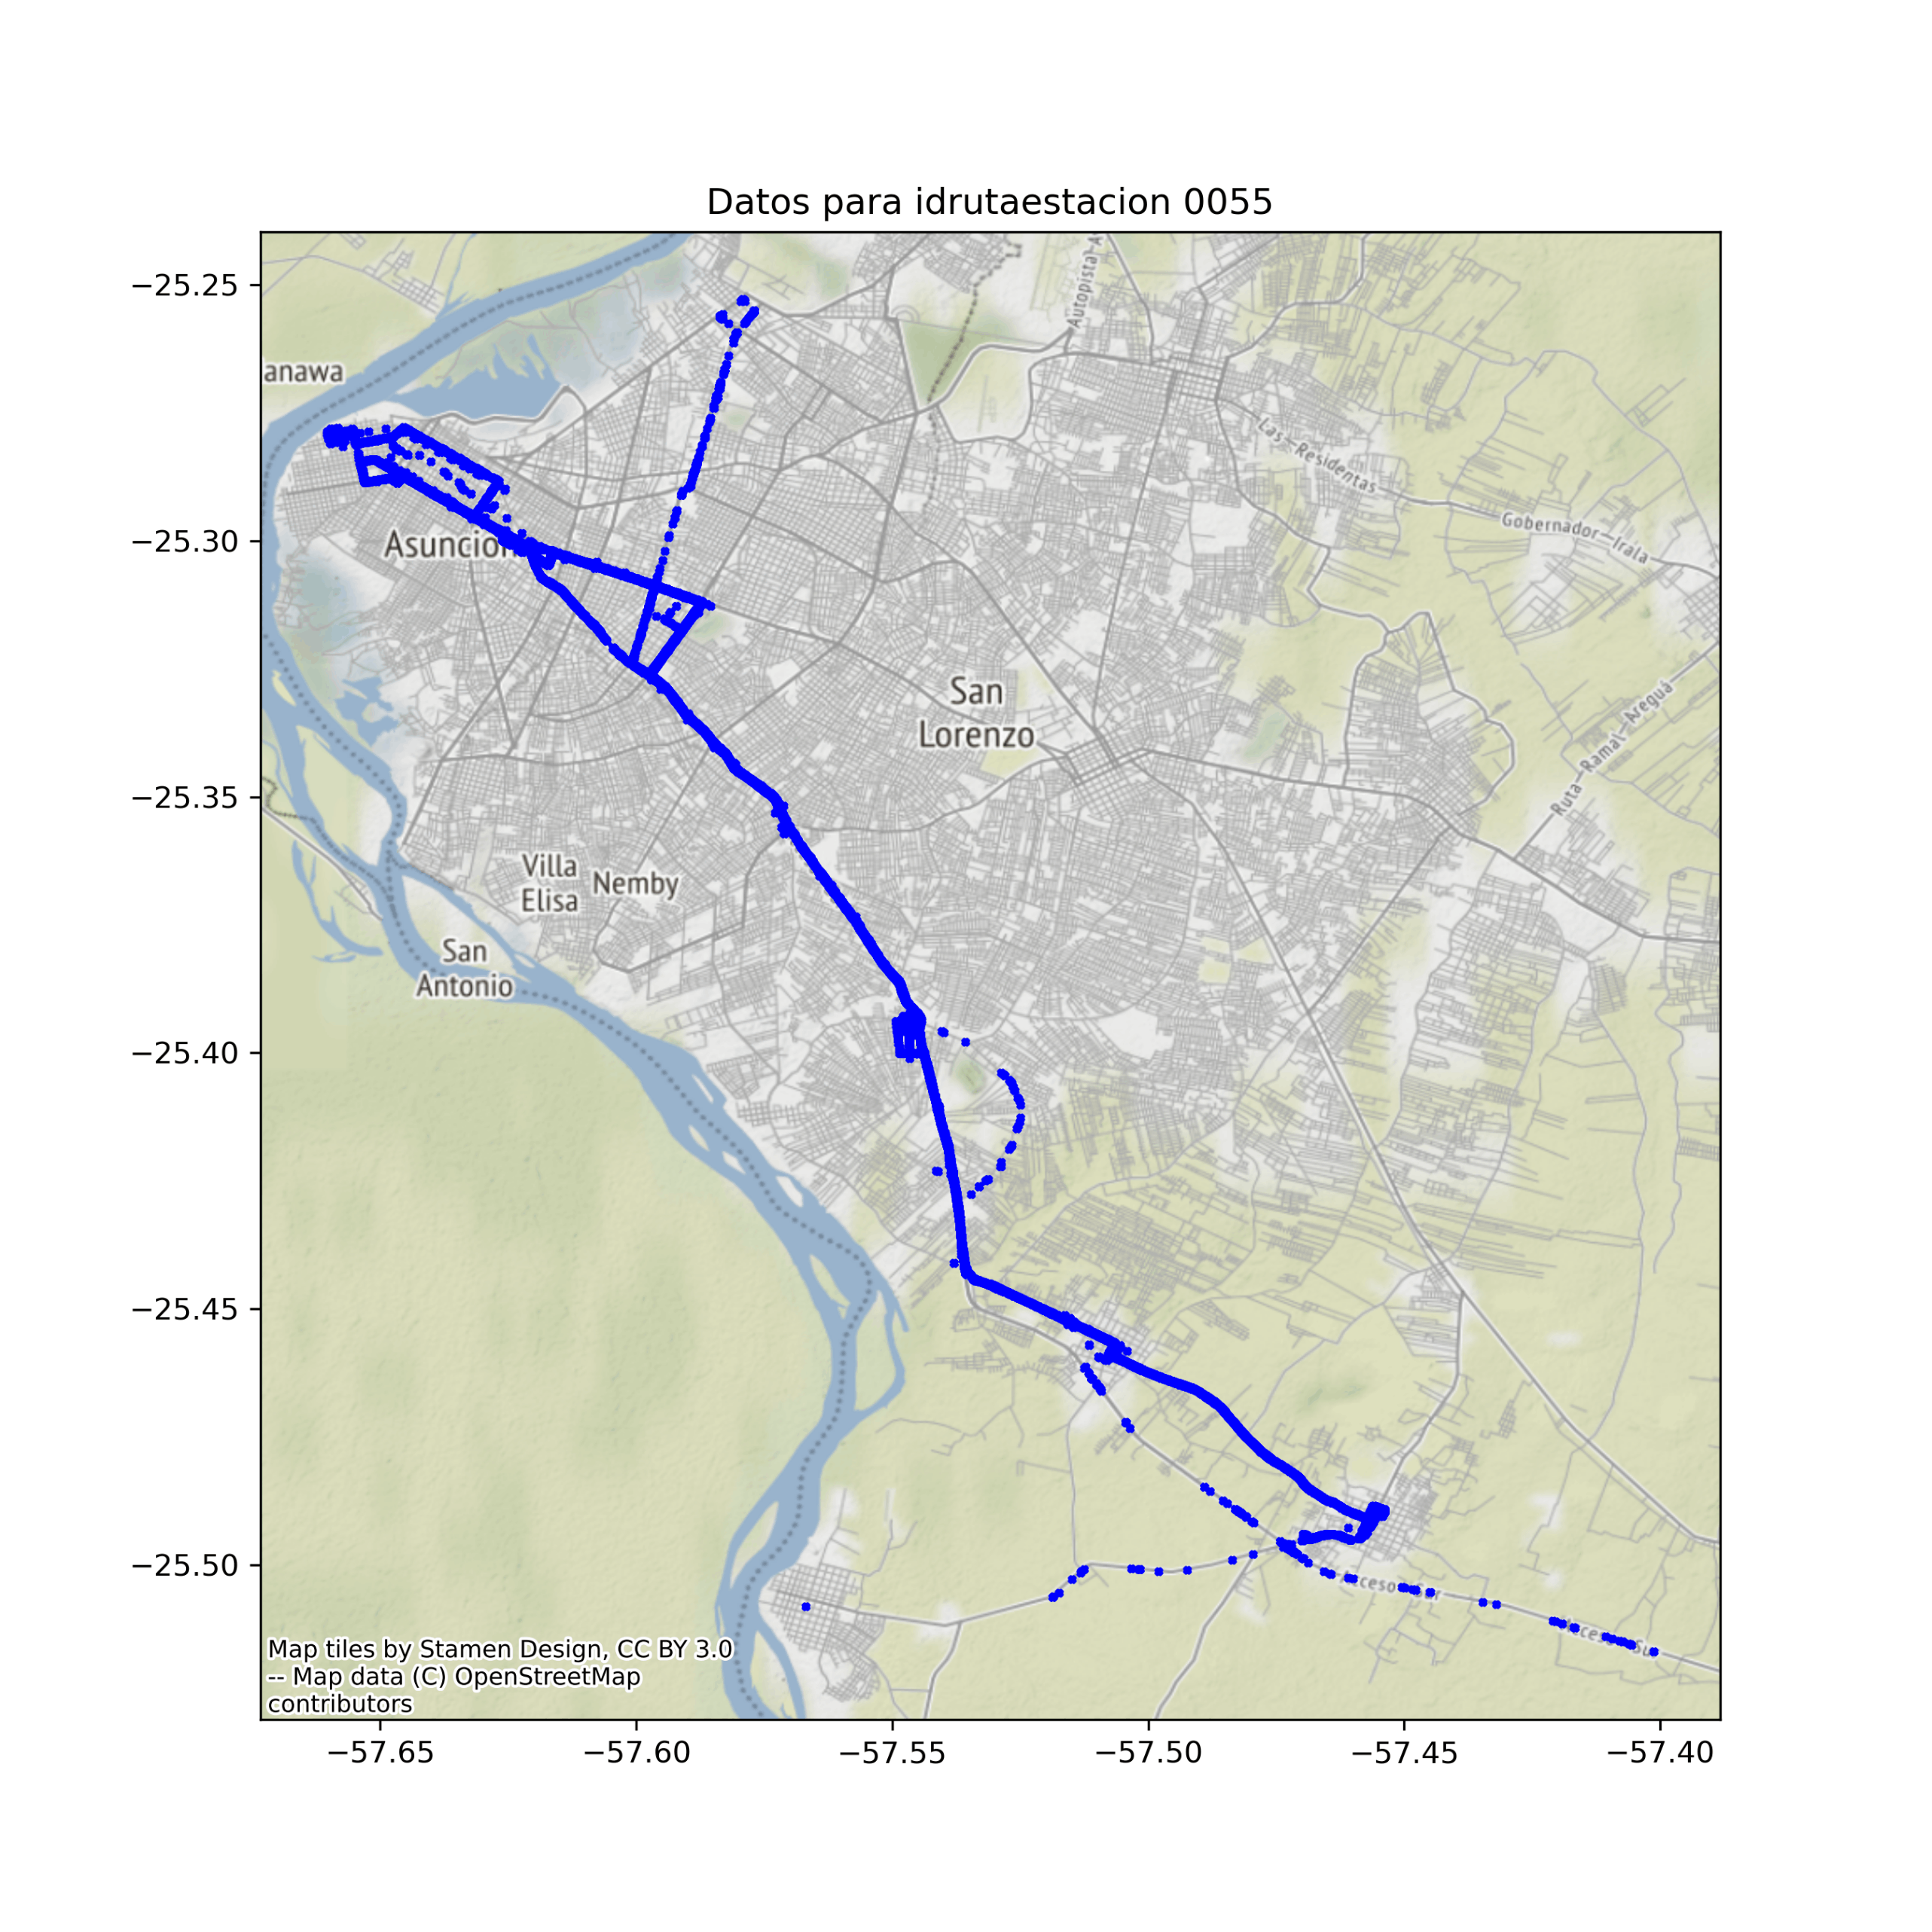 Datos para idrutaestacion 0055
−25.25
−25.30
−25.35
−25.40
−25.45
−25.50
anawa
Autopista A
Las Residentas
Gobernador Irala
Asuncion
San
Lorenzo
Ruta Ramal Areguá
Villa
Elisa
Nemby
San
Antonio
Acceso Sur
Acceso Su
Map tiles by Stamen Design, CC BY 3.0
-- Map data (C) OpenStreetMap
contributors
−57.65
−57.60
−57.55
−57.50
−57.45
−57.40